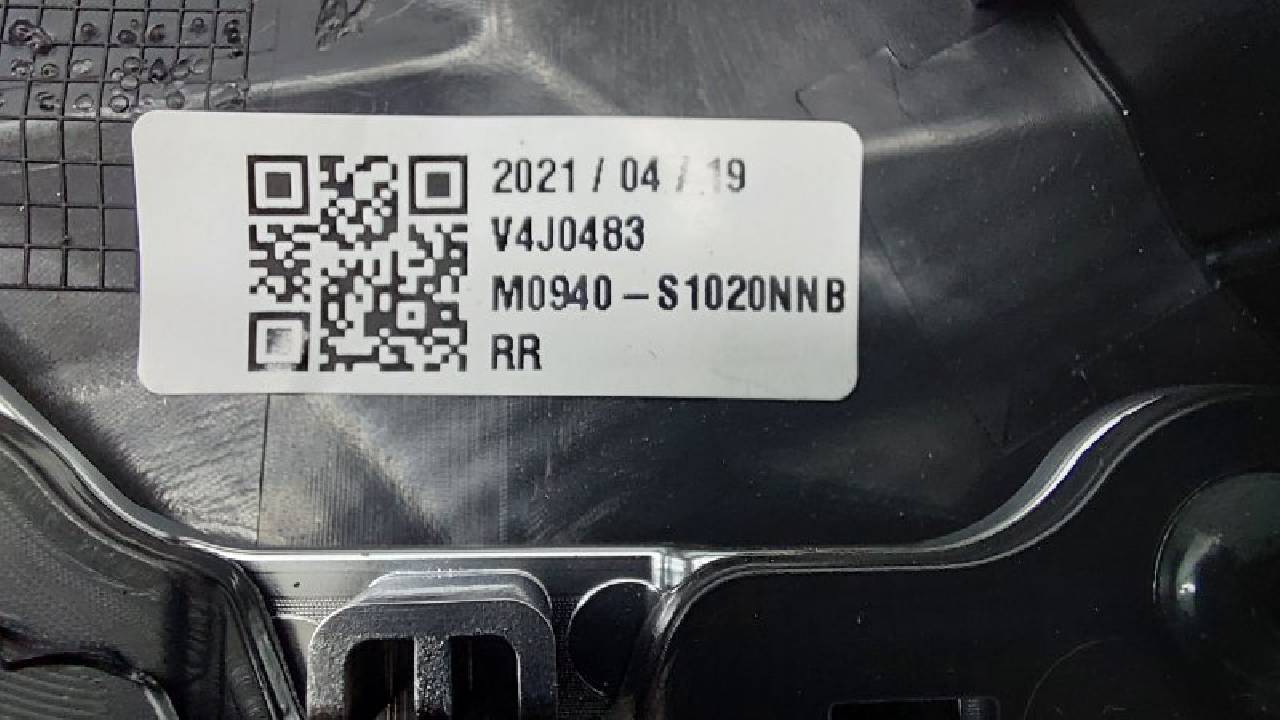 2021 / 04 / 19
V4J0483
M0940-S1020NNB
RR